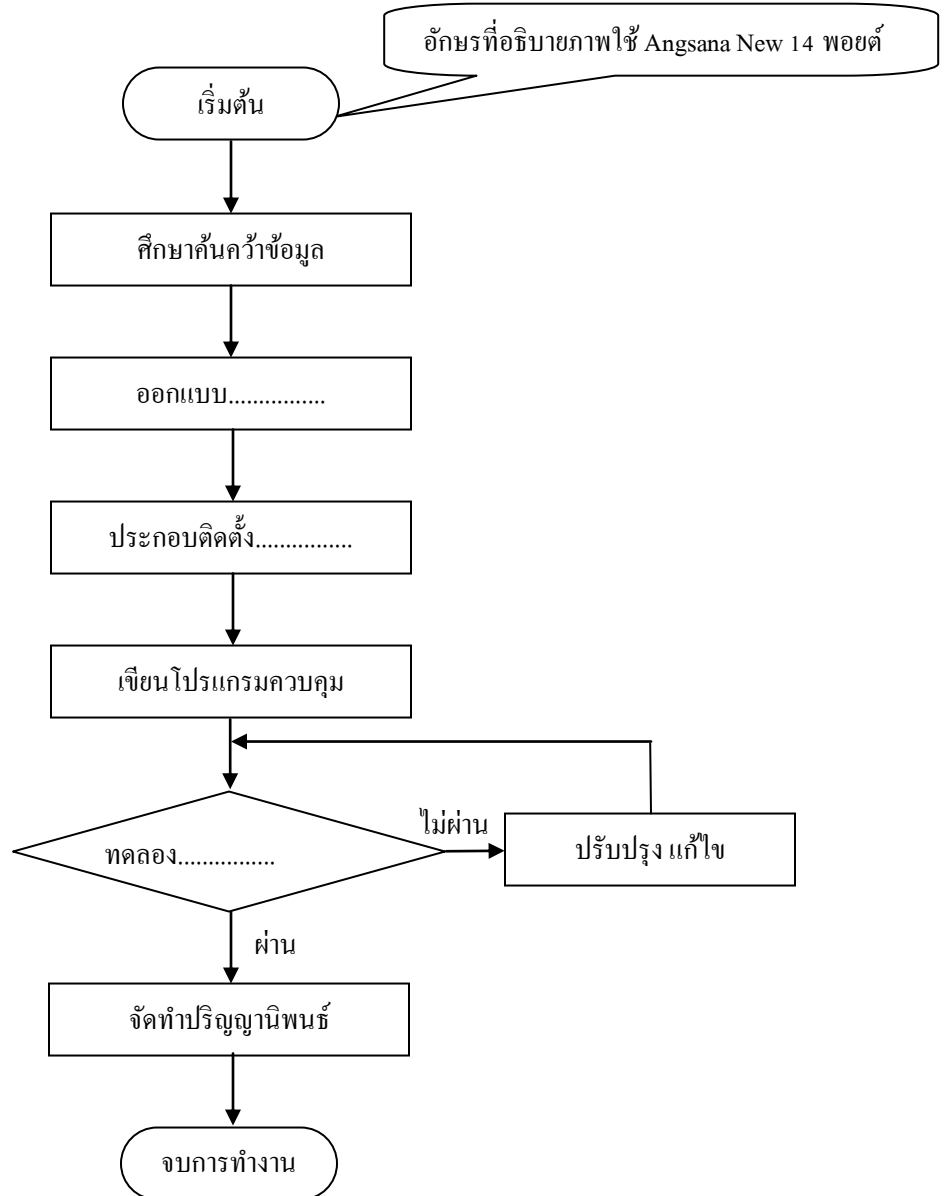 อักษรที่อธิบายภาพใช้ Angsana New 14 พอยต์
เริ่มต้น
ศึกษาค้นคว้าข้อมูล
ออกแบบ................
ประกอบติดตั้ง................
เขียนโปรแกรมควบคุม
ทดลอง................
ไม่ผ่าน
ปรับปรุง แก้ไข
ผ่าน
จัดทำปริญญานิพนธ์
จบการทำงาน